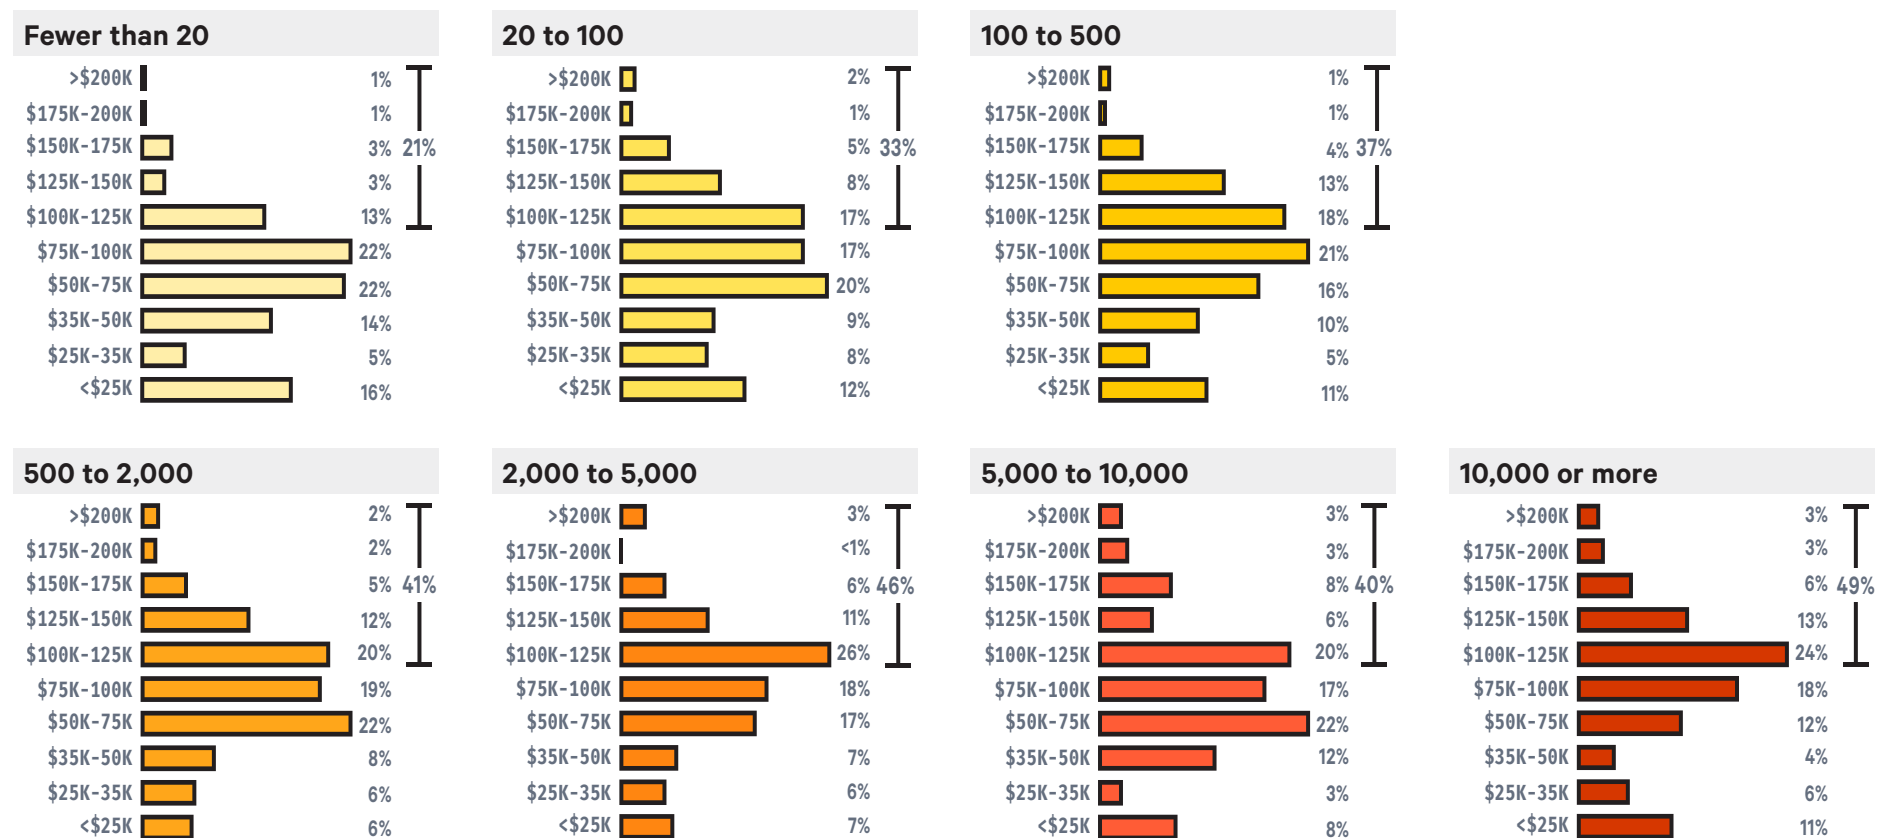 Fewer than 20
>$200K 1%
$175K-200K 1%
$150K-175K 3% 21%
$125K-150K 3%
$100K-125K 13%
$75K-100K 22%
$50K-75K 22%
$35K-50K 14%
$25K-35K 5%
<$25K 16%
20 to 100
>$200K 2%
$175K-200K 1%
$150K-175K 5% 33%
$125K-150K 8%
$100K-125K 17%
$75K-100K 17%
$50K-75K 20%
$35K-50K 9%
$25K-35K 8%
<$25K 12%
100 to 500
>$200K 1%
$175K-200K 1%
$150K-175K 4% 37%
$125K-150K 13%
$100K-125K 18%
$75K-100K 21%
$50K-75K 16%
$35K-50K 10%
$25K-35K 5%
<$25K 11%
500 to 2,000
>$200K 2%
$175K-200K 2%
$150K-175K 5% 41%
$125K-150K 12%
$100K-125K 20%
$75K-100K 19%
$50K-75K 22%
$35K-50K 8%
$25K-35K 6%
<$25K 6%
2,000 to 5,000
>$200K 3%
$175K-200K <1%
$150K-175K 6% 46%
$125K-150K 11%
$100K-125K 26%
$75K-100K 18%
$50K-75K 17%
$35K-50K 7%
$25K-35K 6%
<$25K 7%
5,000 to 10,000
>$200K 3%
$175K-200K 3%
$150K-175K 8% 40%
$125K-150K 6%
$100K-125K 20%
$75K-100K 17%
$50K-75K 22%
$35K-50K 12%
$25K-35K 3%
<$25K 8%
10,000 or more
>$200K 3%
$175K-200K 3%
$150K-175K 6% 49%
$125K-150K 13%
$100K-125K 24%
$75K-100K 18%
$50K-75K 12%
$35K-50K 4%
$25K-35K 6%
<$25K 11%